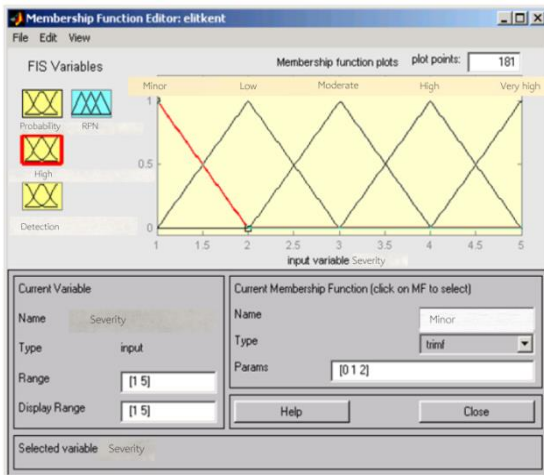 Membership Function Editor: elitkent
File Edit View
FIS Variables
Membership function plots plot points: 181
Minor Low Moderate High Very high
Probability RPN
High
Detection
1
0.5
0
1 1.5 2 2.5 3 3.5 4 4.5 5
input variable Severity
Current Variable
Name Severity
Type input
Range [1 5]
Display Range [1 5]
Current Membership Function (click on MF to select)
Name Minor
Type trimf
Params [0 1 2]
Help Close
Selected variable Severity